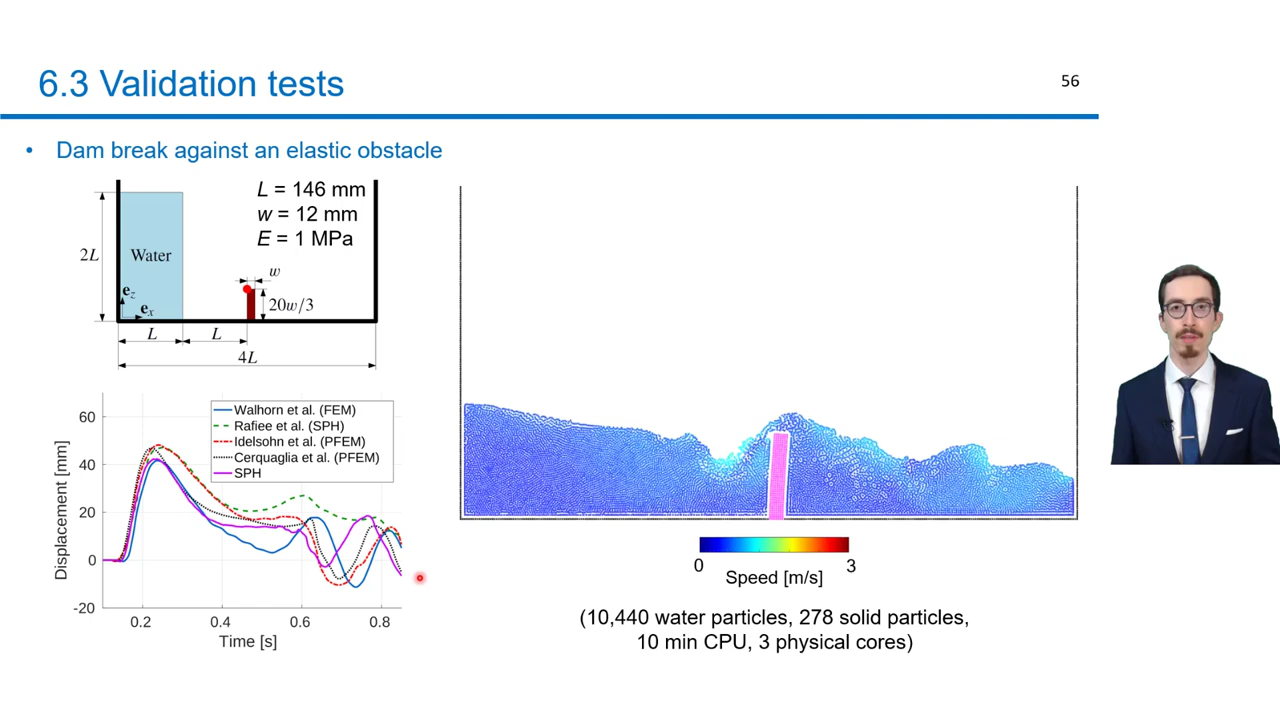 6.3 Validation tests
56
• Dam break against an elastic obstacle
L = 146 mm
w = 12 mm
E = 1 MPa
2L
Water
w
e_z
20w/3
e_x
L
L
4L
Walhorn et al. (FEM)
Rafiee et al. (SPH)
Idelsohn et al. (PFEM)
Cerquaglia et al. (PFEM)
SPH
Displacement [mm]
60
40
20
0
-20
0.2
0.4
0.6
0.8
Time [s]
0
3
Speed [m/s]
(10,440 water particles, 278 solid particles,
10 min CPU, 3 physical cores)